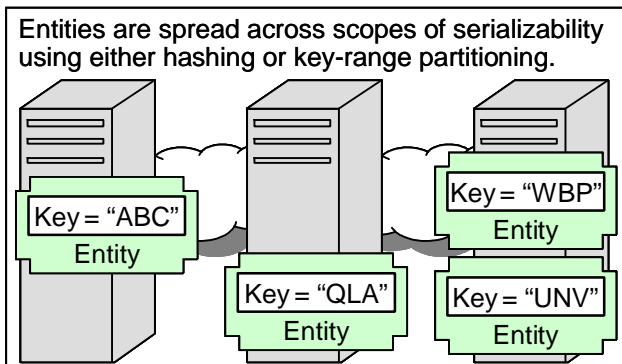 Entities are spread across scopes of serializability
using either hashing or key-range partitioning.
Key = “ABC”
Entity
Key = “QLA”
Entity
Key = “WBP”
Entity
Key = “UNV”
Entity